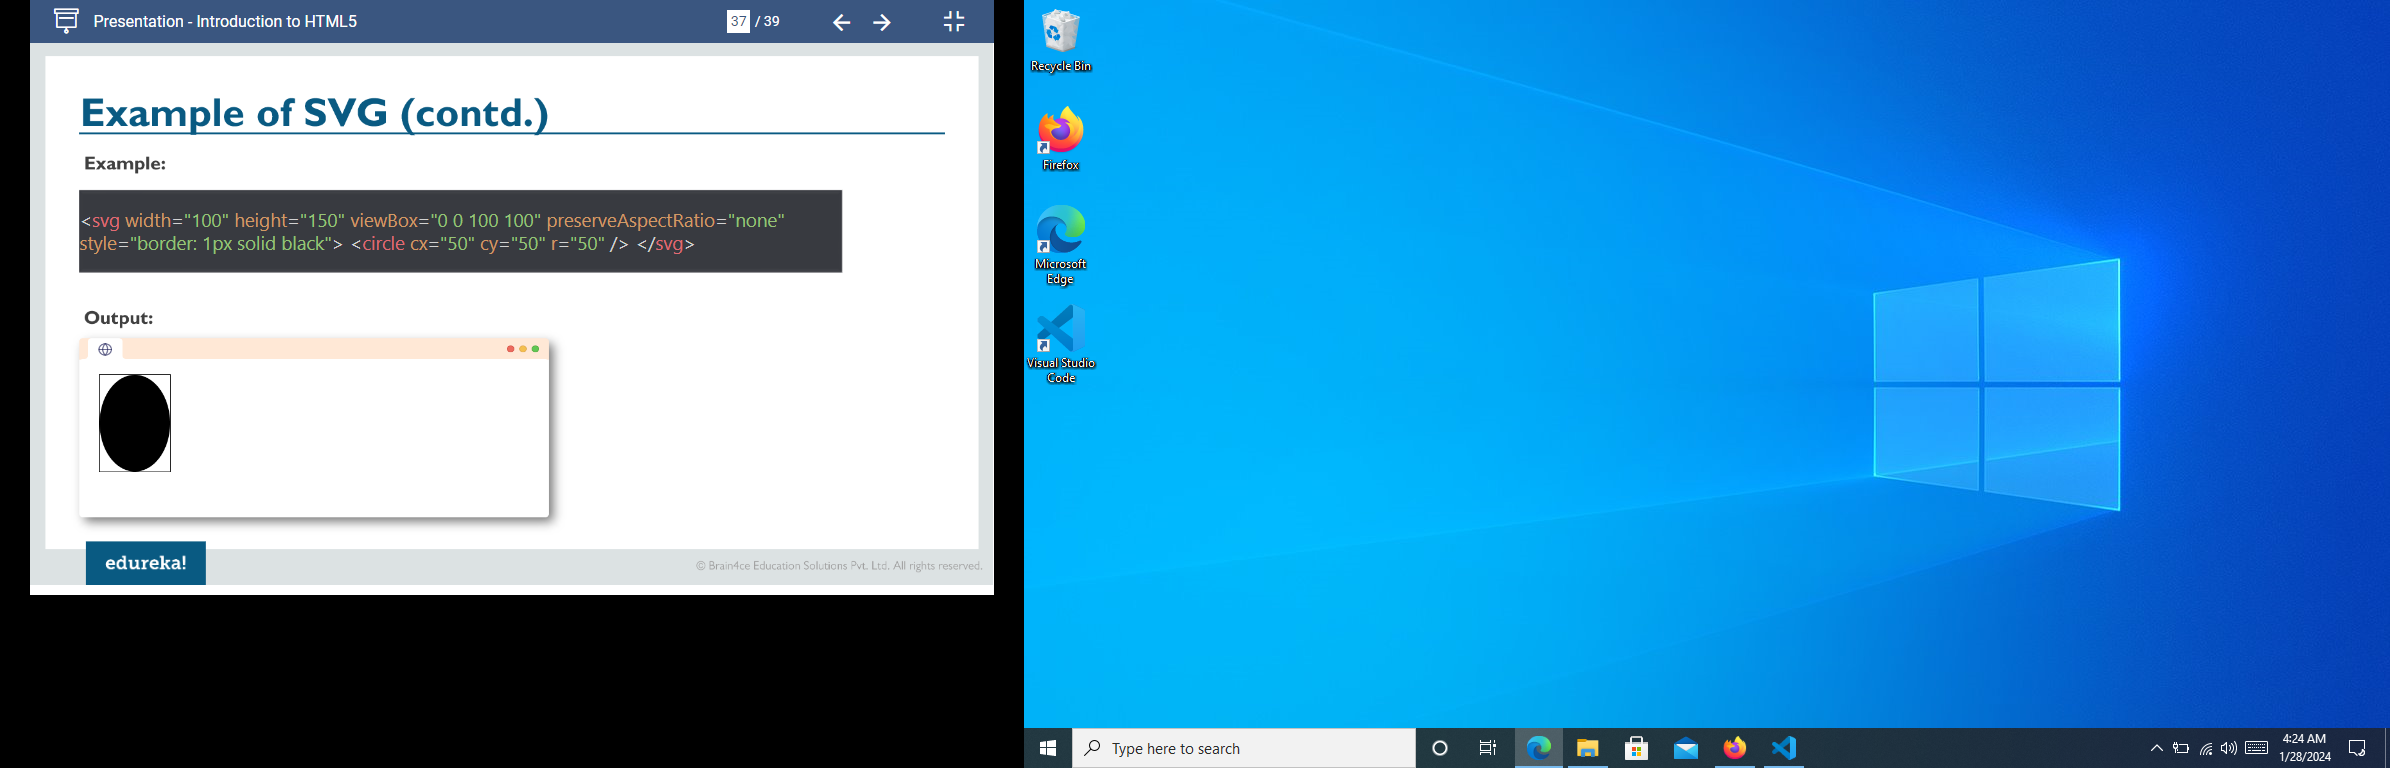 Presentation - Introduction to HTML5
37 / 39
Example of SVG (contd.)
Example:
<svg width="100" height="150" viewBox="0 0 100 100" preserveAspectRatio="none"
style="border: 1px solid black"> <circle cx="50" cy="50" r="50" /> </svg>
Output:
edureka!
© Brain4ce Education Solutions Pvt. Ltd. All rights reserved.
Recycle Bin
Firefox
Microsoft
Edge
Visual Studio
Code
Type here to search
4:24 AM
1/28/2024